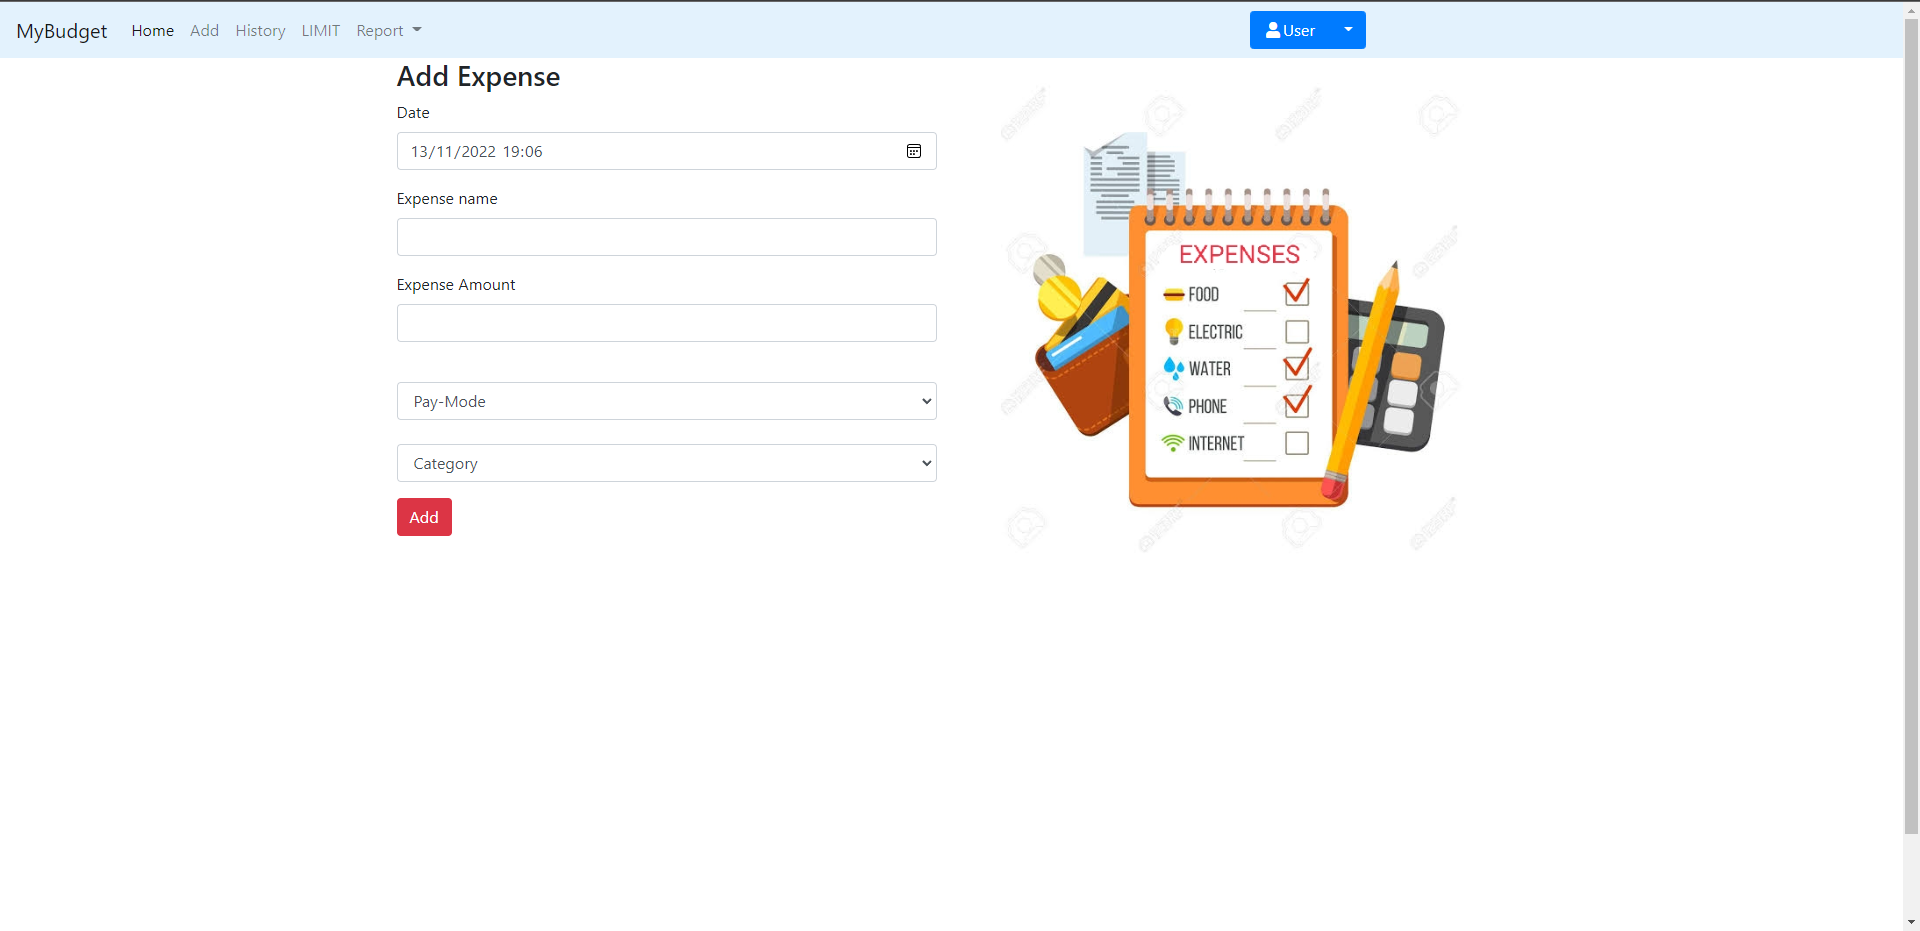 MyBudget Home Add History LIMIT Report User
Add Expense
Date
13/11/2022 19:06
Expense name
Expense Amount
Pay-Mode
Category
Add
EXPENSES
FOOD
ELECTRIC
WATER
PHONE
INTERNET